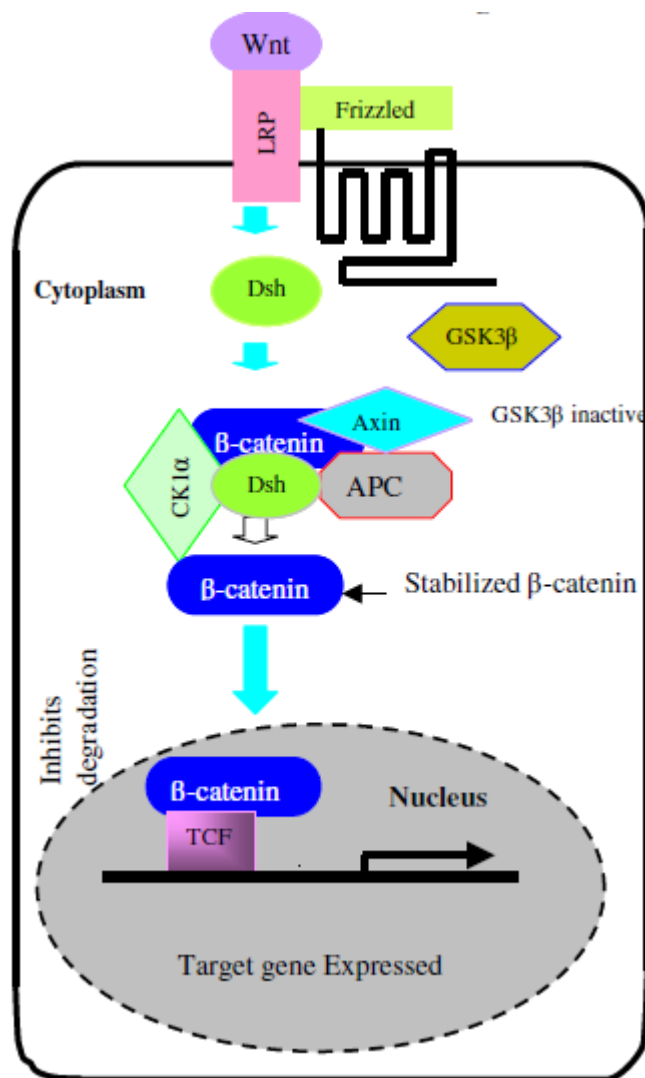 Wnt
LRP
Frizzled
Cytoplasm
Dsh
GSK3β
β-catenin
Axin
GSK3β inactive
CK1α
Dsh
APC
β-catenin
Stabilized β-catenin
Inhibits
degradation
β-catenin
Nucleus
TCF
Target gene Expressed